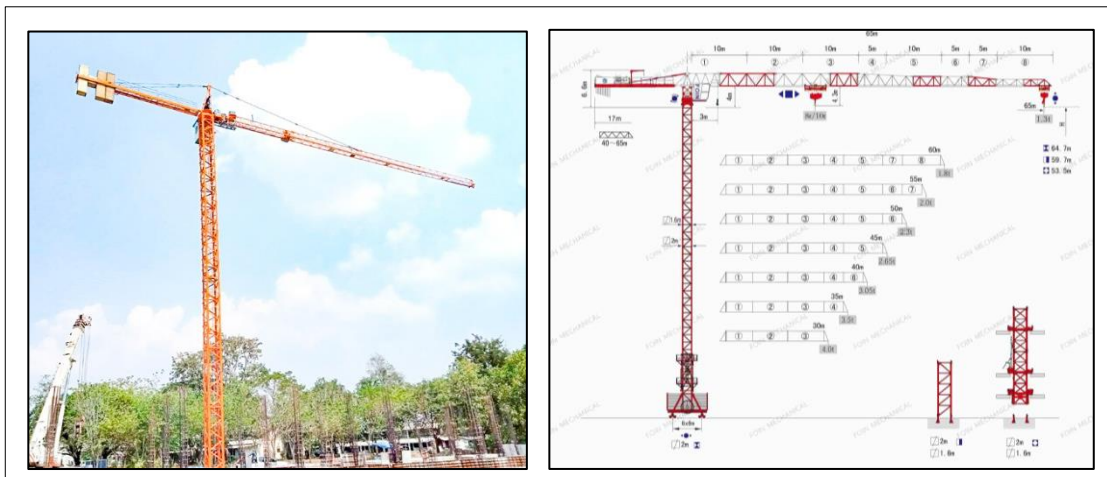 65m
10m 10m 10m 5m 10m 5m 5m 10m
① ② ③ ④ ⑤ ⑥ ⑦ ⑧
6.6m
17m
3m
65m
1.3t
40~65m
60m
① ② ③ ④ ⑤ ⑦ ⑧
1.8t
64.7m
59.7m
53.5m
55m
① ② ③ ④ ⑤ ⑥ ⑦
2.0t
50m
① ② ③ ④ ⑤ ⑥
2.3t
1.6m
2m
45m
① ② ③ ④ ⑤
2.65t
40m
① ② ③ ④ ⑧
3.05t
35m
① ② ③ ④
3.3t
30m
① ② ③
4.0t
6x6m
2m
2m
1.6m
2m
1.6m
FOIN MECHANICAL